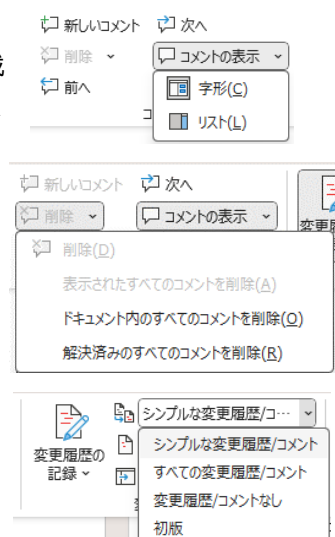 新しいコメント 次へ
削除 コメントの表示
前へ 字形(C)
リスト(L)
新しいコメント 次へ
削除 コメントの表示
削除(D)
表示されたすべてのコメントを削除(A)
ドキュメント内のすべてのコメントを削除(O)
解決済みのすべてのコメントを削除(R)
シンプルな変更履歴/コ…
変更履歴の
記録
シンプルな変更履歴/コメント
すべての変更履歴/コメント
変更履歴/コメントなし
初版